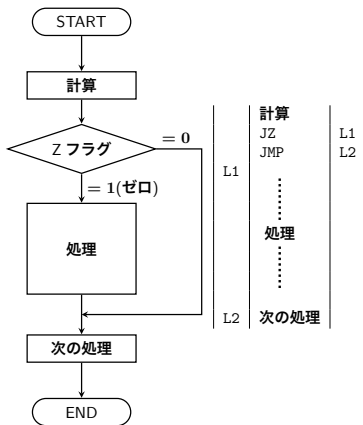 START
計算
Z フラグ
= 0
= 1(ゼロ)
処理
次の処理
END
計算
JZ L1
JMP L2
L1
処理
L2 次の処理